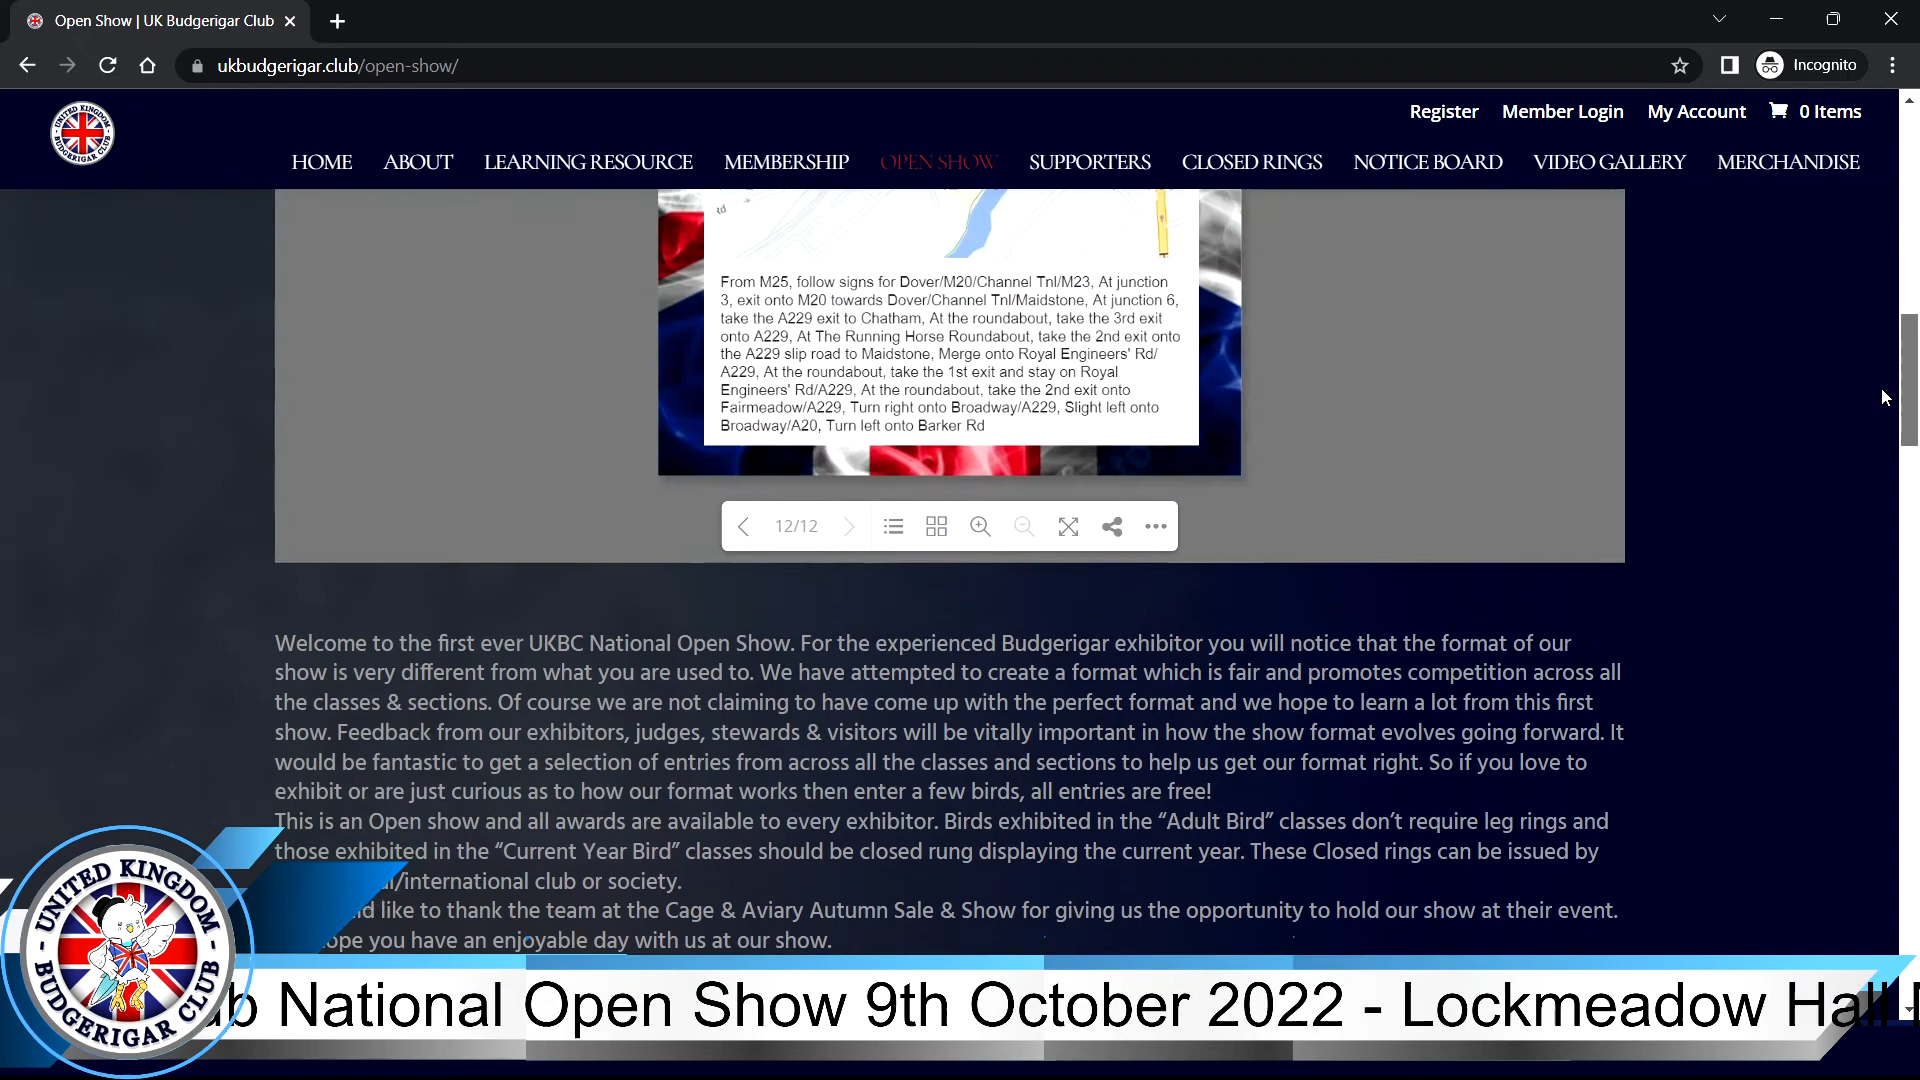 Open Show | UK Budgerigar Club
ukbudgerigar.club/open-show/
Incognito
UNITED KINGDOM
BUDGERIGAR CLUB
Register Member Login My Account 0 Items
HOME ABOUT LEARNING RESOURCE MEMBERSHIP OPEN SHOW SUPPORTERS CLOSED RINGS NOTICE BOARD VIDEO GALLERY MERCHANDISE
Rd
From M25, follow signs for Dover/M20/Channel Tnl/M23, At junction
3, exit onto M20 towards Dover/Channel Tnl/Maidstone, At junction 6,
take the A229 exit to Chatham, At the roundabout, take the 3rd exit
onto A229, At The Running Horse Roundabout, take the 2nd exit onto
the A229 slip road to Maidstone, Merge onto Royal Engineers' Rd/
A229, At the roundabout, take the 1st exit and stay on Royal
Engineers' Rd/A229, At the roundabout, take the 2nd exit onto
Fairmeadow/A229, Turn right onto Broadway/A229, Slight left onto
Broadway/A20, Turn left onto Barker Rd
12/12
Welcome to the first ever UKBC National Open Show. For the experienced Budgerigar exhibitor you will notice that the format of our
show is very different from what you are used to. We have attempted to create a format which is fair and promotes competition across all
the classes & sections. Of course we are not claiming to have come up with the perfect format and we hope to learn a lot from this first
show. Feedback from our exhibitors, judges, stewards & visitors will be vitally important in how the show format evolves going forward. It
would be fantastic to get a selection of entries from across all the classes and sections to help us get our format right. So if you love to
exhibit or are just curious as to how our format works then enter a few birds, all entries are free!
This is an Open show and all awards are available to every exhibitor. Birds exhibited in the “Adult Bird” classes don’t require leg rings and
those exhibited in the “Current Year Bird” classes should be closed rung displaying the current year. These Closed rings can be issued by
/international club or society.
like to thank the team at the Cage & Aviary Autumn Sale & Show for giving us the opportunity to hold our show at their event.
you have an enjoyable day with us at our show.
UNITED KINGDOM
BUDGERIGAR CLUB
b National Open Show 9th October 2022 - Lockmeadow Hall